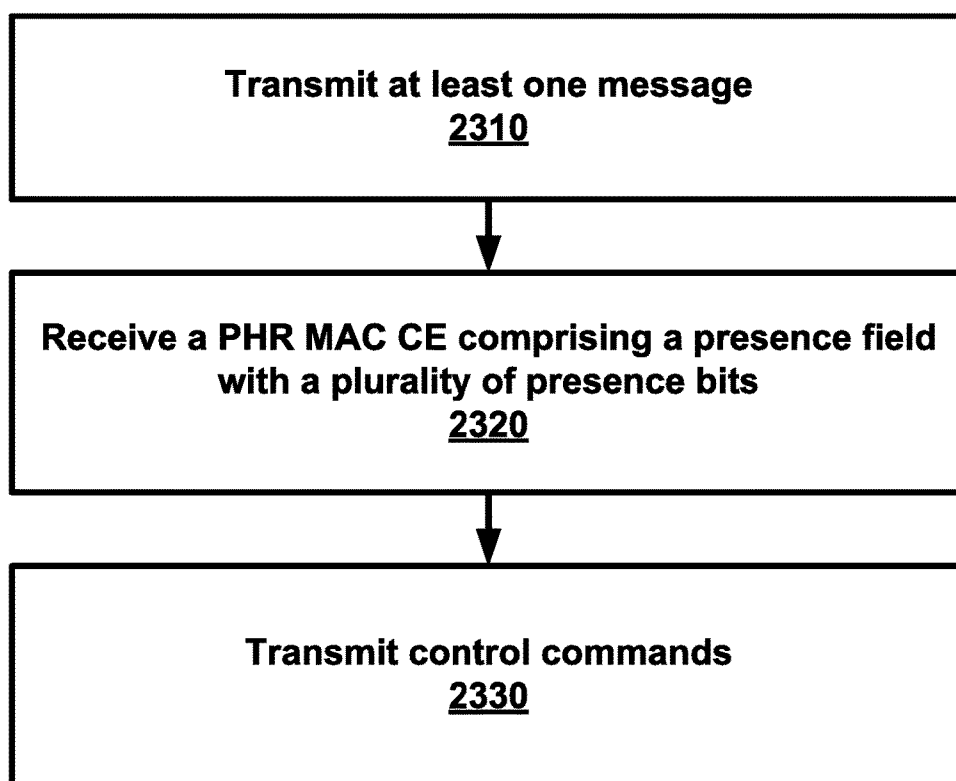 Transmit at least one message
2310
Receive a PHR MAC CE comprising a presence field
with a plurality of presence bits
2320
Transmit control commands
2330